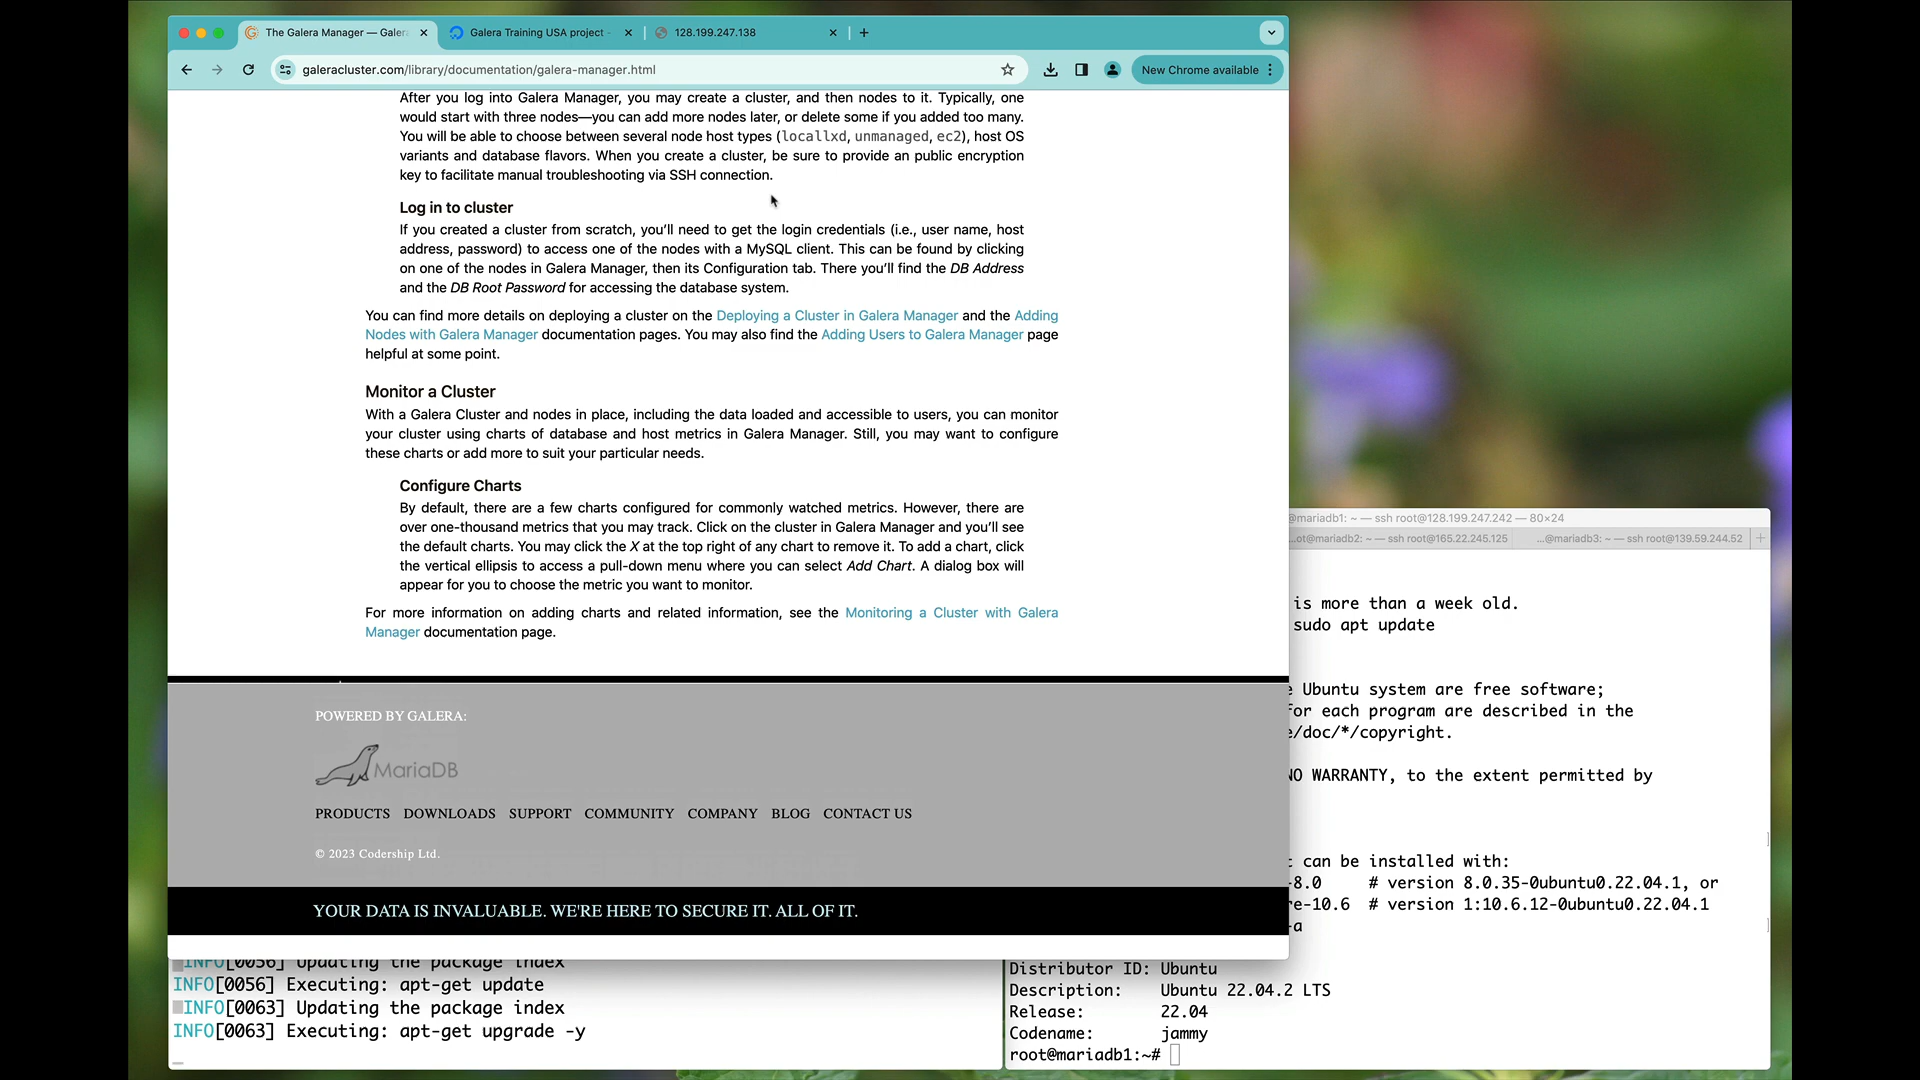 The Galera Manager — Galer
Galera Training USA project -
128.199.247.138
galeracluster.com/library/documentation/galera-manager.html
New Chrome available
After you log into Galera Manager, you may create a cluster, and then nodes to it. Typically, one
would start with three nodes—you can add more nodes later, or delete some if you added too many.
You will be able to choose between several node host types (locallxd, unmanaged, ec2), host OS
variants and database flavors. When you create a cluster, be sure to provide an public encryption
key to facilitate manual troubleshooting via SSH connection.
Log in to cluster
If you created a cluster from scratch, you’ll need to get the login credentials (i.e., user name, host
address, password) to access one of the nodes with a MySQL client. This can be found by clicking
on one of the nodes in Galera Manager, then its Configuration tab. There you’ll find the DB Address
and the DB Root Password for accessing the database system.
You can find more details on deploying a cluster on the Deploying a Cluster in Galera Manager and the Adding
Nodes with Galera Manager documentation pages. You may also find the Adding Users to Galera Manager page
helpful at some point.
Monitor a Cluster
With a Galera Cluster and nodes in place, including the data loaded and accessible to users, you can monitor
your cluster using charts of database and host metrics in Galera Manager. Still, you may want to configure
these charts or add more to suit your particular needs.
Configure Charts
By default, there are a few charts configured for commonly watched metrics. However, there are
over one-thousand metrics that you may track. Click on the cluster in Galera Manager and you’ll see
the default charts. You may click the X at the top right of any chart to remove it. To add a chart, click
the vertical ellipsis to access a pull-down menu where you can select Add Chart. A dialog box will
appear for you to choose the metric you want to monitor.
For more information on adding charts and related information, see the Monitoring a Cluster with Galera
Manager documentation page.
POWERED BY GALERA:
MariaDB
PRODUCTS DOWNLOADS SUPPORT COMMUNITY COMPANY BLOG CONTACT US
© 2023 Codership Ltd.
YOUR DATA IS INVALUABLE. WE'RE HERE TO SECURE IT. ALL OF IT.
INFO[0056] Updating the package index
INFO[0056] Executing: apt-get update
INFO[0063] Updating the package index
INFO[0063] Executing: apt-get upgrade -y
@mariadb1: ~ — ssh root@128.199.247.242 — 80×24
...ot@mariadb2: ~ — ssh root@165.22.245.125
...@mariadb3: ~ — ssh root@139.59.244.52
is more than a week old.
sudo apt update
Ubuntu system are free software;
for each program are described in the
e/doc/*/copyright.
NO WARRANTY, to the extent permitted by
can be installed with:
-8.0 # version 8.0.35-0ubuntu0.22.04.1, or
re-10.6 # version 1:10.6.12-0ubuntu0.22.04.1
-a
Distributor ID: Ubuntu
Description: Ubuntu 22.04.2 LTS
Release: 22.04
Codename: jammy
root@mariadb1:~#